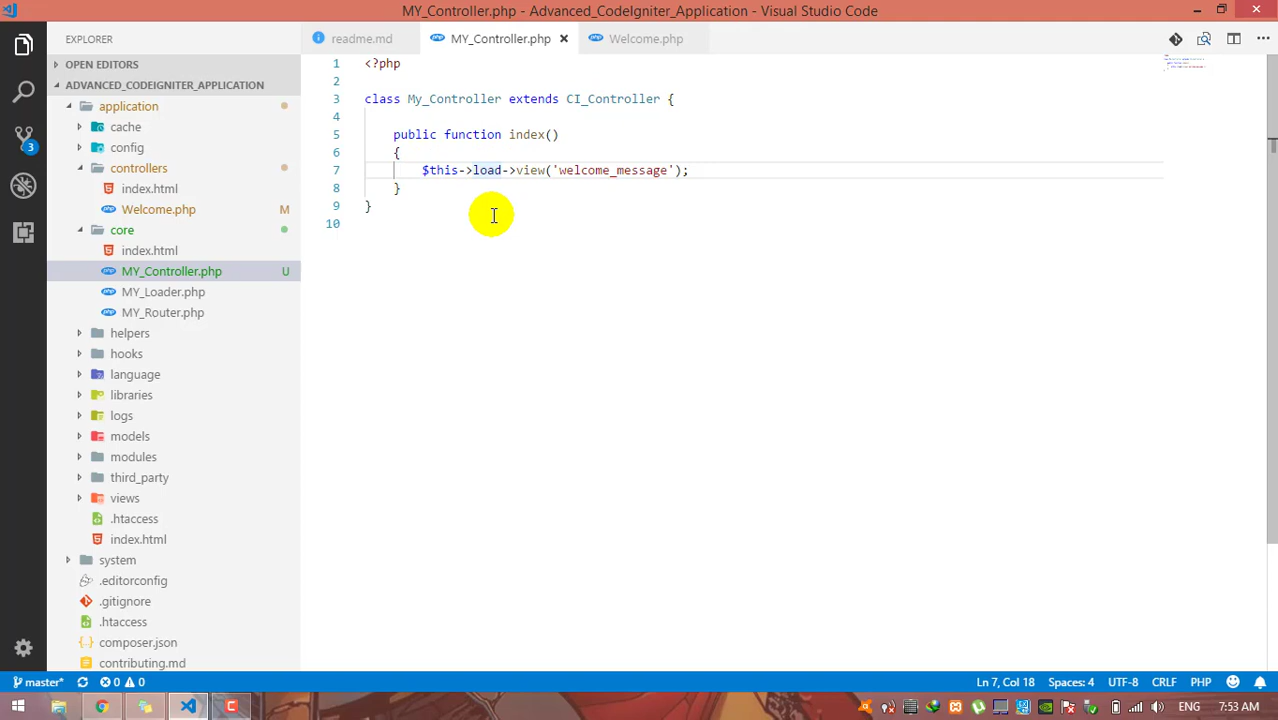 MY_Controller.php - Advanced_CodeIgniter_Application - Visual Studio Code
EXPLORER
readme.md
MY_Controller.php
Welcome.php
OPEN EDITORS
ADVANCED_CODEIGNITER_APPLICATION
application
cache
config
controllers
index.html
Welcome.php M
core
index.html
MY_Controller.php U
MY_Loader.php
MY_Router.php
helpers
hooks
language
libraries
logs
models
modules
third_party
views
.htaccess
index.html
system
.editorconfig
.gitignore
.htaccess
composer.json
contributing.md
3
1 <?php
2
3 class My_Controller extends CI_Controller {
4
5 public function index()
6 {
7 $this->load->view('welcome_message');
8 }
9 }
10
master* 0 0 Ln 7, Col 18 Spaces: 4 UTF-8 CRLF PHP
ENG 7:53 AM